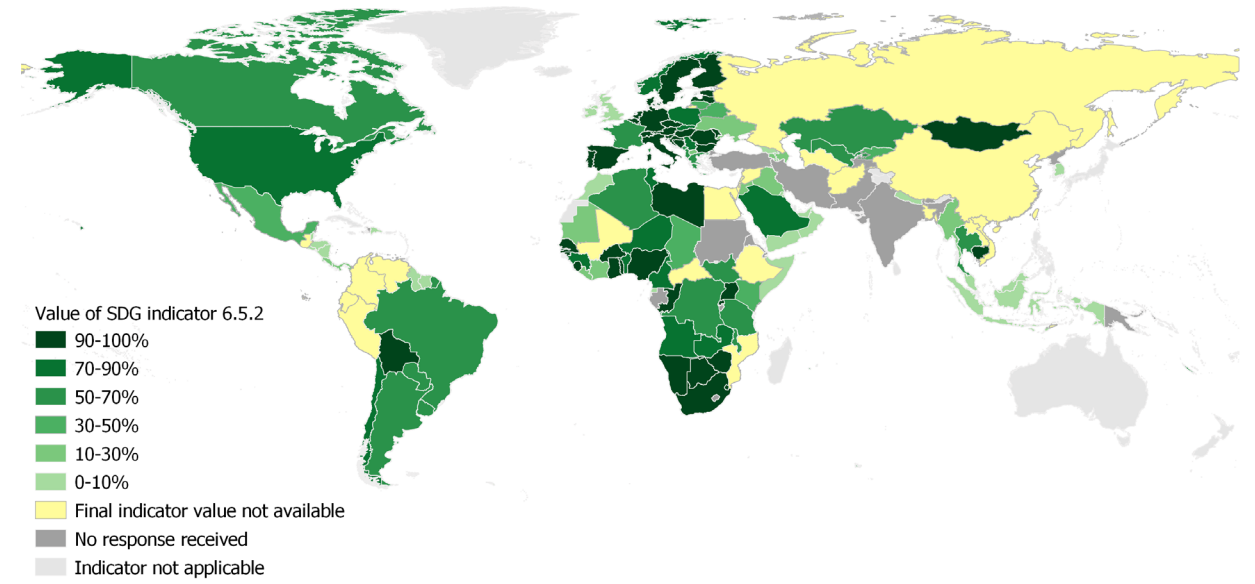 Value of SDG indicator 6.5.2
90-100%
70-90%
50-70%
30-50%
10-30%
0-10%
Final indicator value not available
No response received
Indicator not applicable